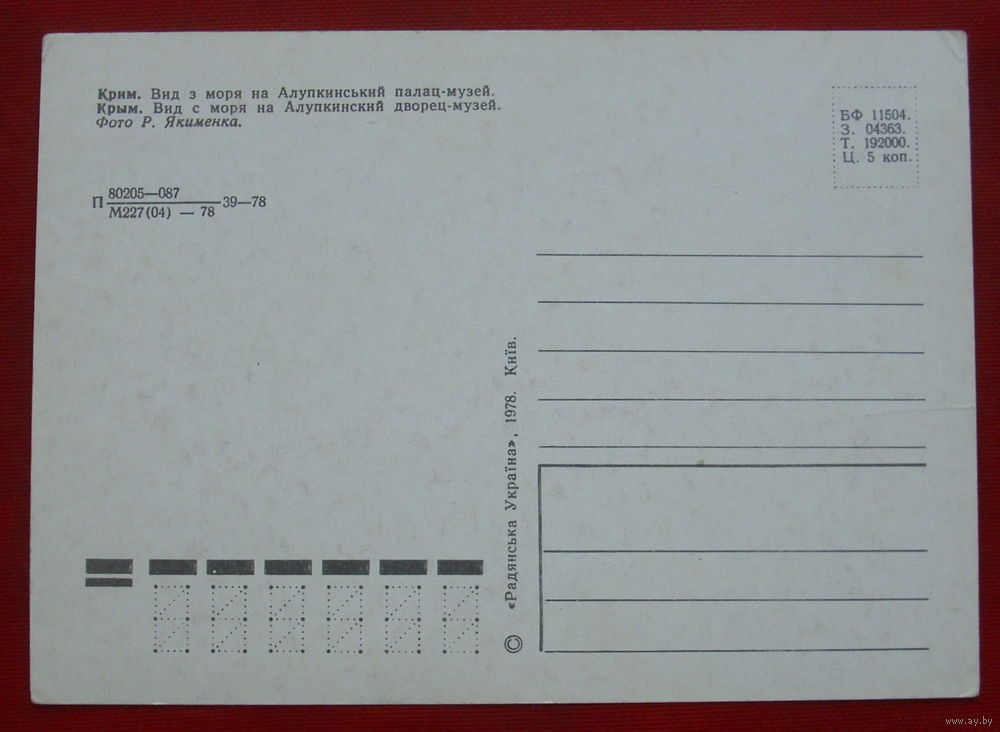 Крим. Вид з моря на Алупкинський палац-музей.
Крым. Вид с моря на Алупкинский дворец-музей.
Фото Р. Якименка.
БФ 11504.
З. 04363.
Т. 192000.
Ц. 5 коп.
П 80205—087
М227(04) — 78 39—78
© «Радянська Україна», 1978. Київ.
www.ay.by